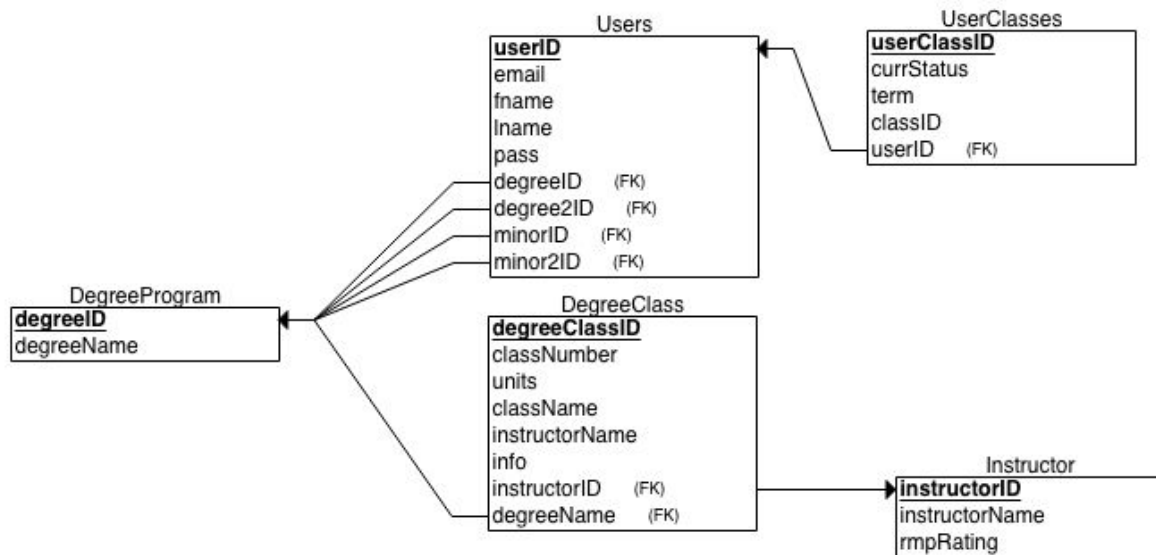 Users
userID
email
fname
lname
pass
degreeID (FK)
degree2ID (FK)
minorID (FK)
minor2ID (FK)
UserClasses
userClassID
currStatus
term
classID
userID (FK)
DegreeProgram
degreeID
degreeName
DegreeClass
degreeClassID
classNumber
units
className
instructorName
info
instructorID (FK)
degreeName (FK)
Instructor
instructorID
instructorName
rmpRating